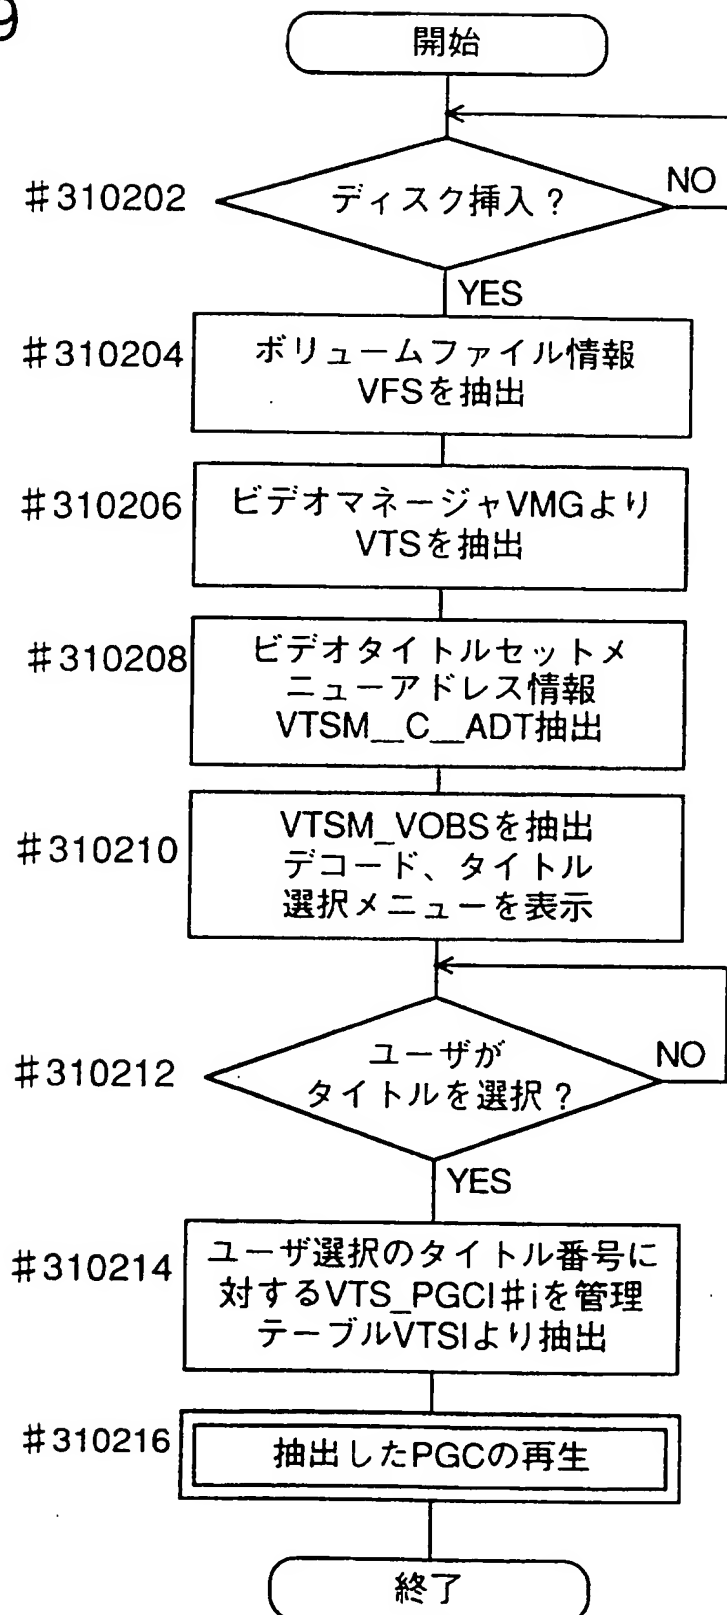 9
開始
#310202
ディスク挿入?
NO
YES
#310204
ボリュームファイル情報
VFSを抽出
#310206
ビデオマネージャVMGより
VTSを抽出
#310208
ビデオタイトルセットメ
ニューアドレス情報
VTSM__C__ADT抽出
#310210
VTSM_VOBSを抽出
デコード、タイトル
選択メニューを表示
#310212
ユーザが
タイトルを選択?
NO
YES
#310214
ユーザ選択のタイトル番号に
対するVTS_PGCI#iを管理
テーブルVTSIより抽出
#310216
抽出したPGCの再生
終了